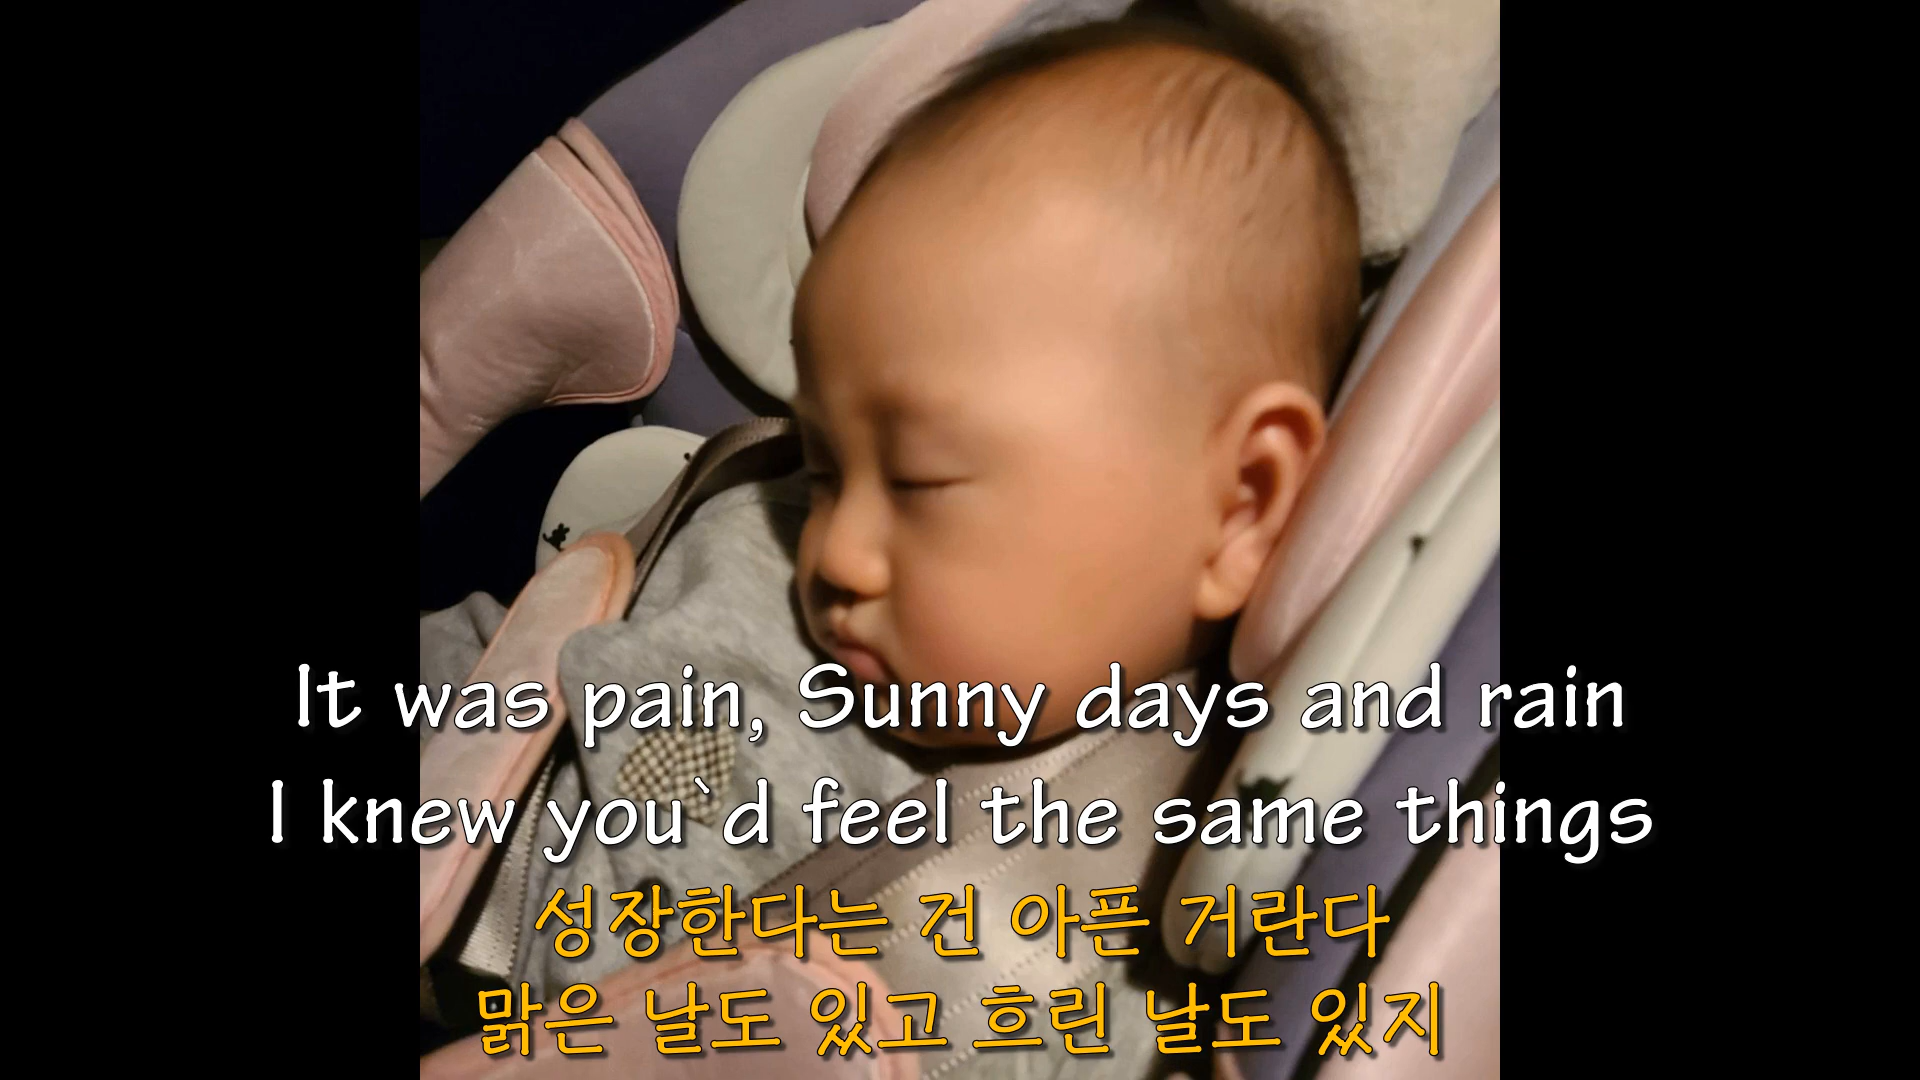 It was pain, Sunny days and rain
I knew you`d feel the same things
성장한다는 건 아픈 거란다
맑은 날도 있고 흐린 날도 있지